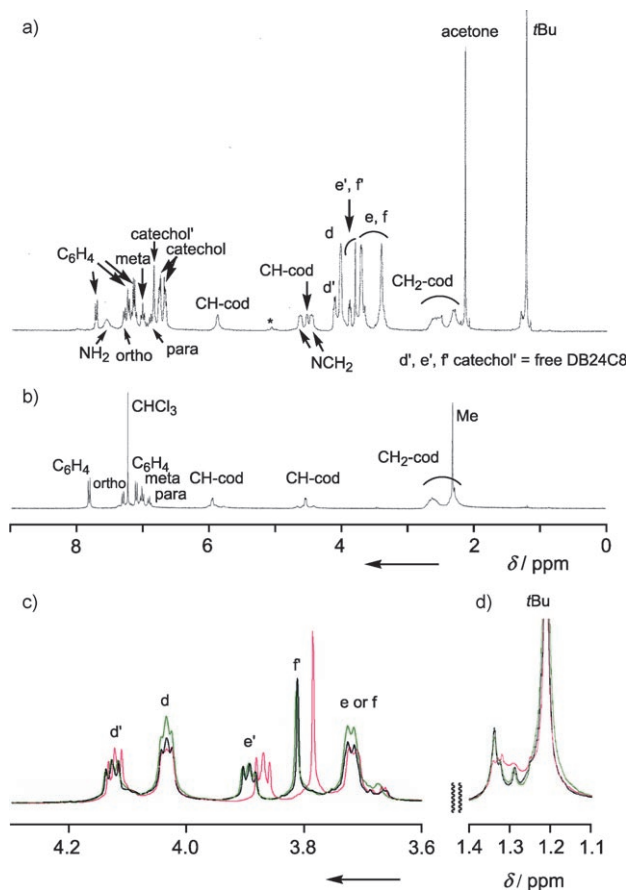 a)
acetone
tBu
e', f'
e, f
catechol'
d
C6H4
meta
catechol
CH-cod
CH2-cod
d'
CH-cod
*
NH2
ortho
para
NCH2
d', e', f' catechol' = free DB24C8
b)
CHCl3
Me
C6H4
C6H4
CH2-cod
ortho
meta
CH-cod
CH-cod
para
8 6 4 2 0
δ / ppm
c)
d)
tBu
f'
d
d'
e'
e or f
4.2 4.0 3.8 3.6
1.4 1.3 1.2 1.1
δ / ppm